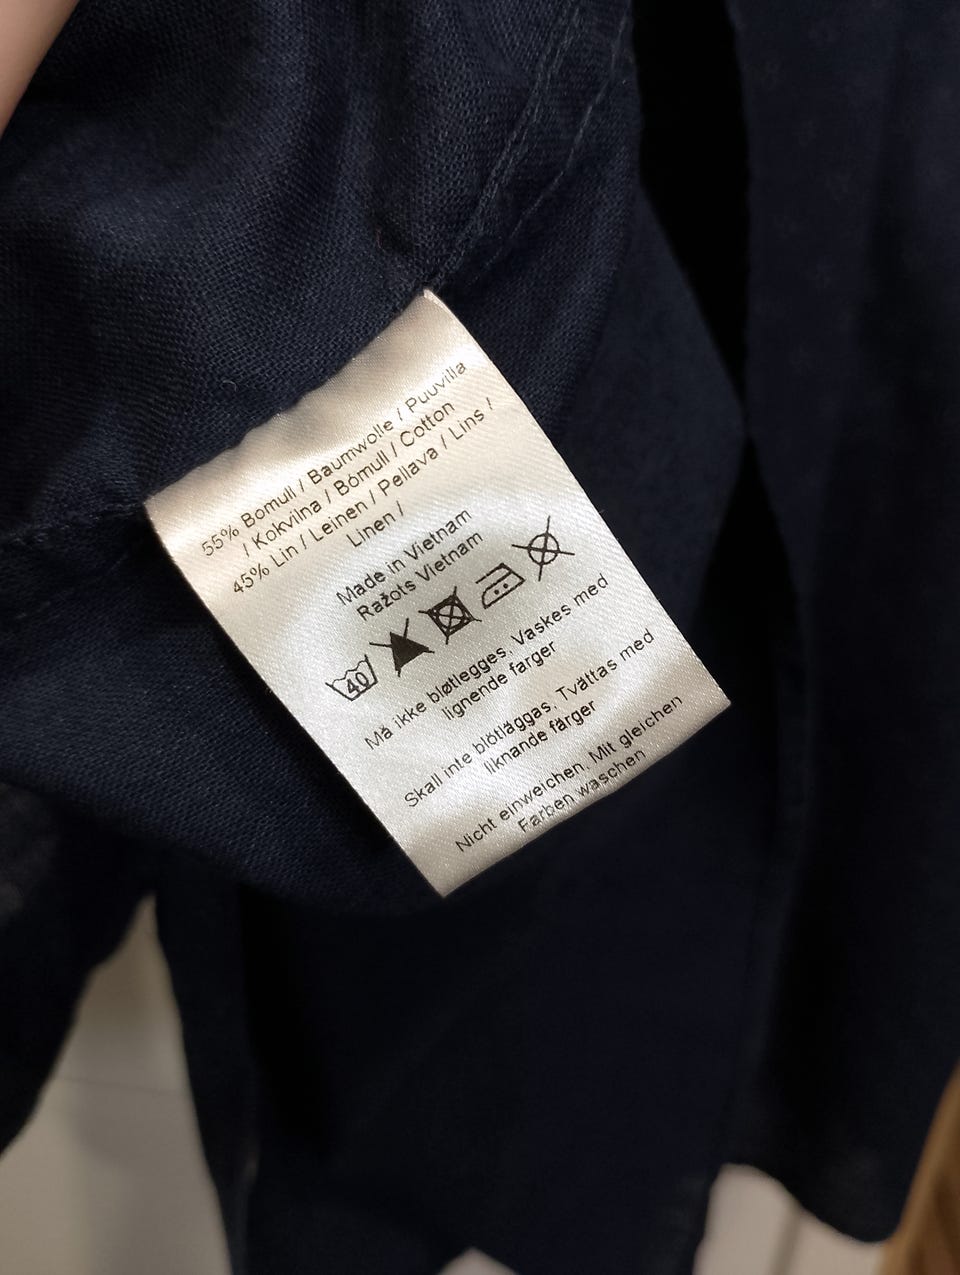 55% Bomull / Baumwolle / Puuvilla
/ Kokvilna / Bómull / Cotton
45% Lin / Leinen / Pellava / Lins /
Linen /
Made in Vietnam
Ražots Vietnam
40
Må ikke bløtlegges. Vaskes med
lignende farger
Skall inte blötläggas. Tvättas med
liknande färger
Nicht einweichen. Mit gleichen
Farben waschen